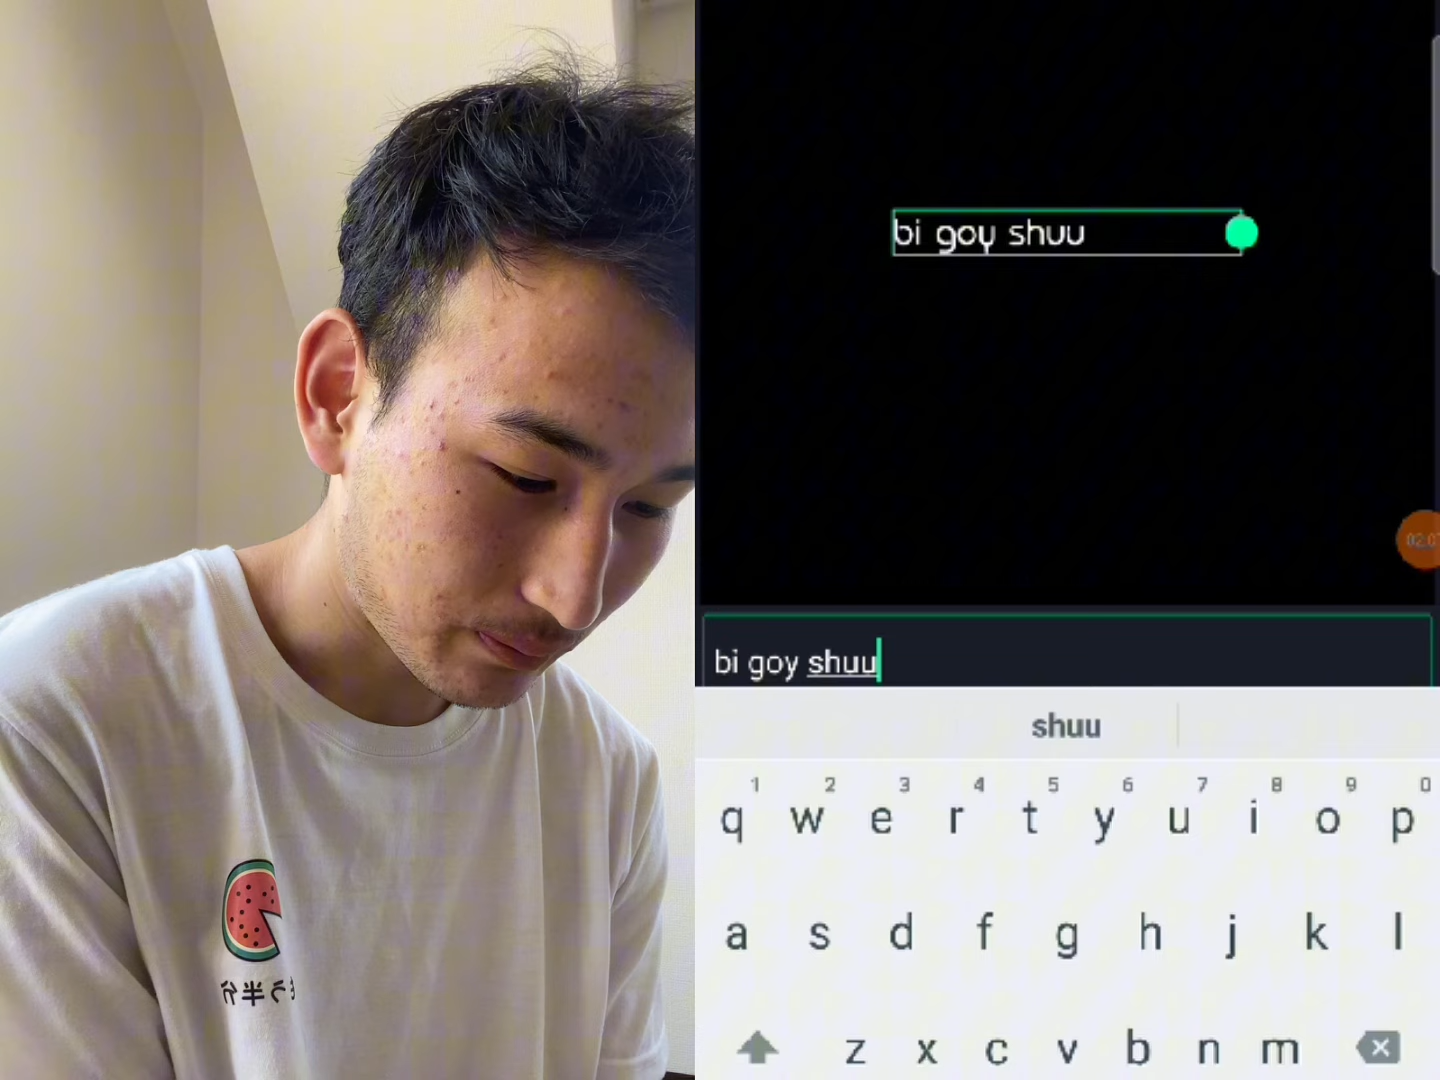 bi goy shuu
bi goy shuu
shuu
1 2 3 4 5 6 7 8 9 0
q w e r t y u i o p
a s d f g h j k l
z x c v b n m